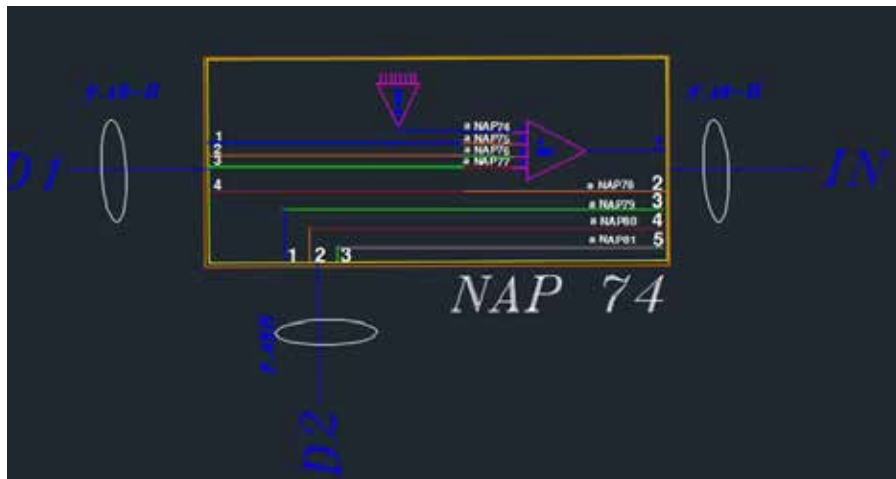 1
2
3
4
a NAP74
a NAP75
a NAP76
a NAP77
a NAP78 2
a NAP79 3
a NAP80 4
a NAP81 5
1 2 3
D1
IN
NAP 74
D2